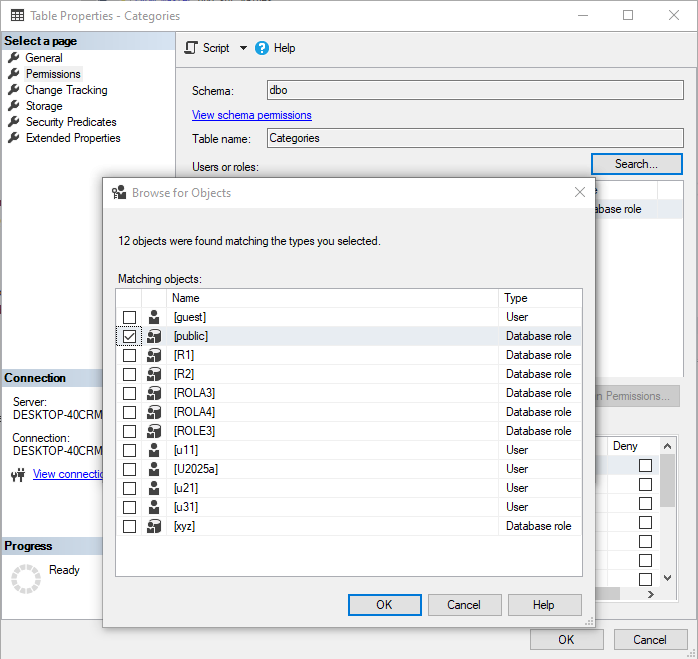 Table Properties - Categories
Select a page
General
Permissions
Change Tracking
Storage
Security Predicates
Extended Properties
Script
Help
Schema:
dbo
View schema permissions
Table name:
Categories
Users or roles:
Search...
role
Browse for Objects
12 objects were found matching the types you selected.
Matching objects:
Name Type
[guest] User
[public] Database role
[R1] Database role
[R2] Database role
[ROLA3] Database role
[ROLA4] Database role
[ROLE3] Database role
[u11] User
[U2025a] User
[u21] User
[u31] User
[xyz] Database role
OK Cancel Help
Permissions...
Deny
Connection
Server:
DESKTOP-40CRM
Connection:
DESKTOP-40CRM
View connectic
Progress
Ready
OK Cancel